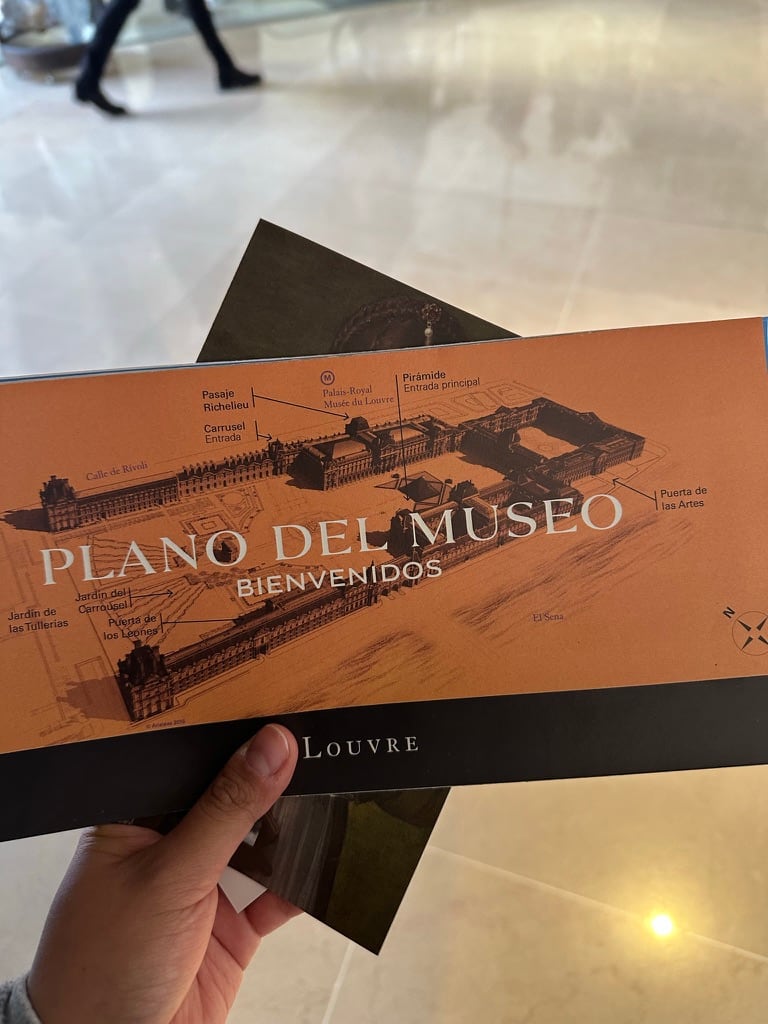 Pasaje
Richelieu
M
Palais-Royal
Musée du Louvre
Pirámide
Entrada principal
Carrusel
Entrada
Calle de Rívoli
Puerta de
las Artes
PLANO DEL MUSEO
BIENVENIDOS
Jardín del
Carrousel
Jardín de
las Tullerías
Puerta de
los Leones
El Sena
N
LOUVRE